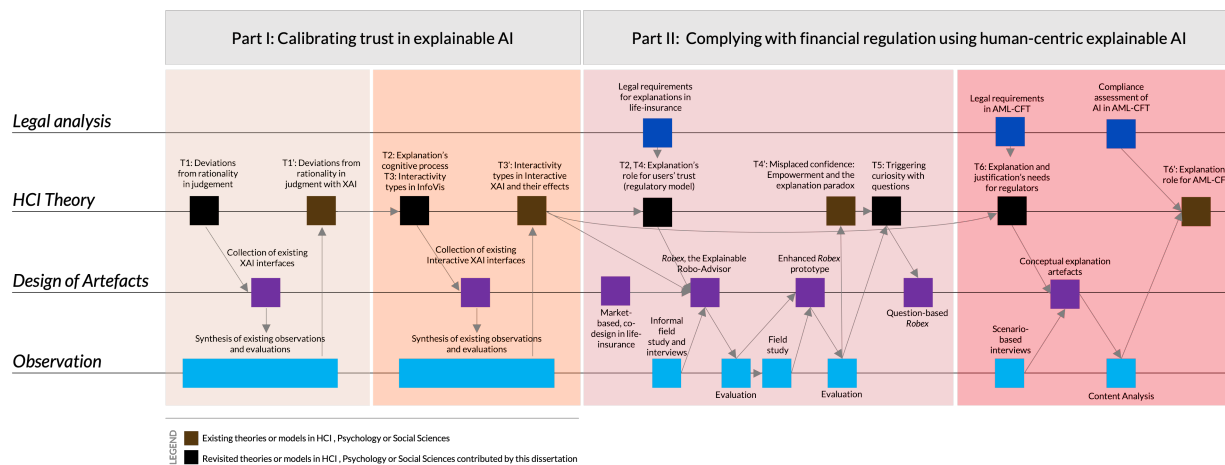 Part I: Calibrating trust in explainable AI
Part II:  Complying with financial regulation using human-centric explainable AI
Legal analysis
Legal requirements
for explanations in
life-insurance
Legal requirements
in AML-CFT
Compliance
assessment of
AI in AML-CFT
HCI Theory
T1: Deviations
from rationality
in judgement
T1': Deviations from
rationality in
judgment with XAI
T2: Explanation's
cognitive process
T3: Interactivity
types in InfoVis
T3': Interactivity
types in Interactive
XAI and their effects
T2, T4: Explanation's
role for users' trust
(regulatory model)
T4': Misplaced confidence:
Empowerment and the
explanation paradox
T5: Triggering
curiosity with
questions
T6: Explanation and
justification's needs
for regulators
T6': Explanation
role for AML-CF
Design of Artefacts
Collection of existing
XAI interfaces
Collection of existing
Interactive XAI interfaces
Market-
based, co-
design in life-
insurance
Robex, the Explainable
Robo-Advisor
Enhanced Robex
prototype
Question-based
Robex
Conceptual explanation
artefacts
Observation
Synthesis of existing observations
and evaluations
Synthesis of existing observations
and evaluations
Informal
field
study and
interviews
Evaluation
Field
study
Evaluation
Scenario-
based
interviews
Content Analysis
LEGEND
Existing theories or models in HCI , Psychology or Social Sciences
Revisited theories or models in HCI , Psychology or Social Sciences contributed by this dissertation